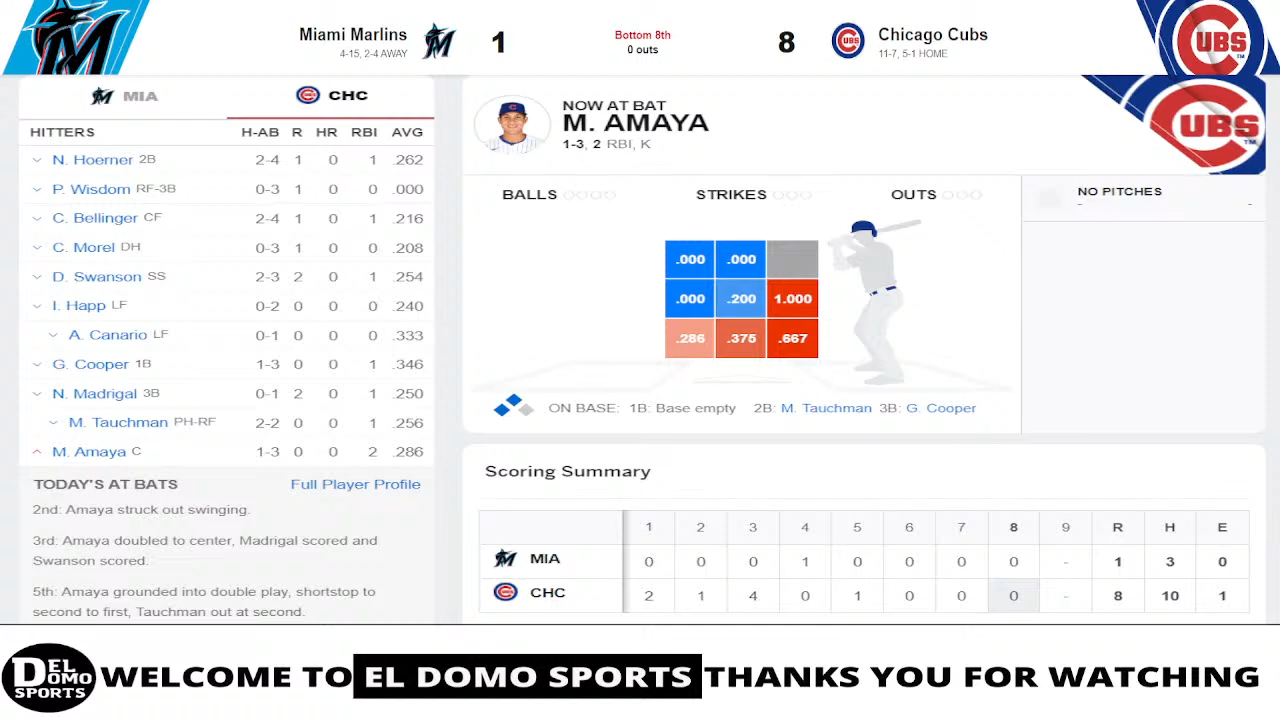 Miami Marlins
4-15, 2-4 AWAY
1
Bottom 8th
0 outs
8
Chicago Cubs
11-7, 5-1 HOME
CUBS
TM
MIA
CHC
HITTERS H-AB R HR RBI AVG
N. Hoerner 2B 2-4 1 0 1 .262
P. Wisdom RF-3B 0-3 1 0 0 .000
C. Bellinger CF 2-4 1 0 1 .216
C. Morel DH 0-3 1 0 0 .208
D. Swanson SS 2-3 2 0 1 .254
I. Happ LF 0-2 0 0 0 .240
A. Canario LF 0-1 0 0 0 .333
G. Cooper 1B 1-3 0 0 1 .346
N. Madrigal 3B 0-1 2 0 1 .250
M. Tauchman PH-RF 2-2 0 0 1 .256
M. Amaya C 1-3 0 0 2 .286
TODAY'S AT BATS Full Player Profile
2nd: Amaya struck out swinging.
3rd: Amaya doubled to center, Madrigal scored and
Swanson scored.
5th: Amaya grounded into double play, shortstop to
second to first, Tauchman out at second.
NOW AT BAT
M. AMAYA
1-3, 2 RBI, K
CUBS
TM
BALLS STRIKES OUTS
NO PITCHES
- -
.000 .000
.000 .200 1.000
.286 .375 .667
ON BASE: 1B: Base empty 2B: M. Tauchman 3B: G. Cooper
Scoring Summary
1 2 3 4 5 6 7 8 9 R H E
MIA 0 0 0 1 0 0 0 0 - 1 3 0
CHC 2 1 4 0 1 0 0 0 - 8 10 1
DEL DOMO SPORTS
WELCOME TO EL DOMO SPORTS THANKS YOU FOR WATCHING